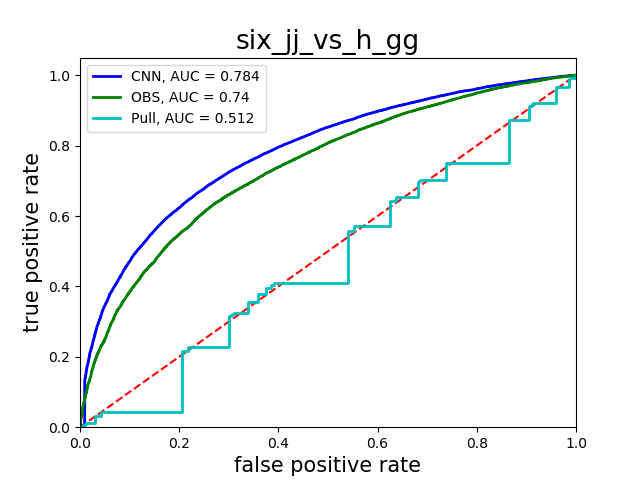 six_jj_vs_h_gg
CNN, AUC = 0.784
OBS, AUC = 0.74
Pull, AUC = 0.512
true positive rate
1.0
0.8
0.6
0.4
0.2
0.0
0.0 0.2 0.4 0.6 0.8 1.0
false positive rate